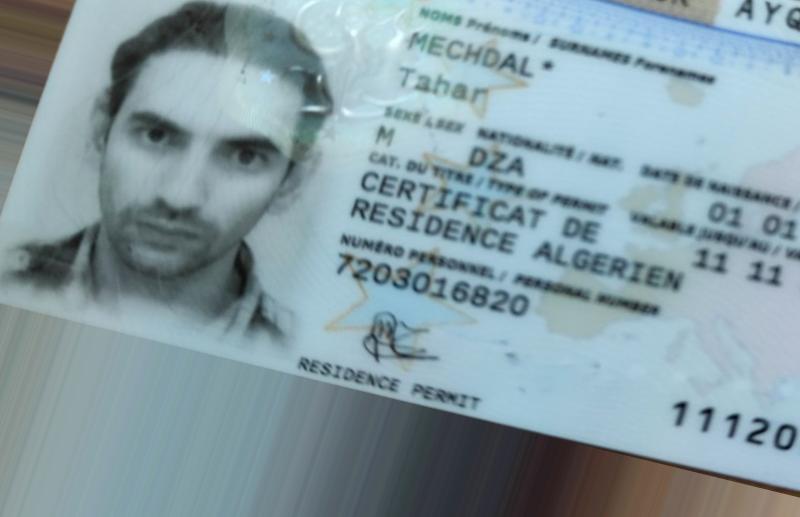 AYQ
NOMS Prénoms / SURNAMES Forenames
MECHDAL *
Tahar
SEXE / SEX NATIONALITÉ / NAT. DATE DE NAISSANCE /
M DZA 01 01
CAT. DU TITRE / TYPE OF PERMIT VALABLE JUSQU'AU / VA
CERTIFICAT DE 11 11
RESIDENCE ALGERIEN
NUMÉRO PERSONNEL / PERSONAL NUMBER
7203016820
RESIDENCE PERMIT
11120